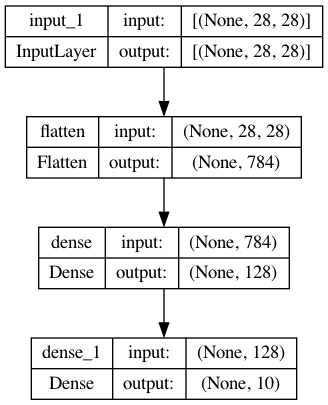 input_1 input: [(None, 28, 28)]
InputLayer output: [(None, 28, 28)]
flatten input: (None, 28, 28)
Flatten output: (None, 784)
dense input: (None, 784)
Dense output: (None, 128)
dense_1 input: (None, 128)
Dense output: (None, 10)